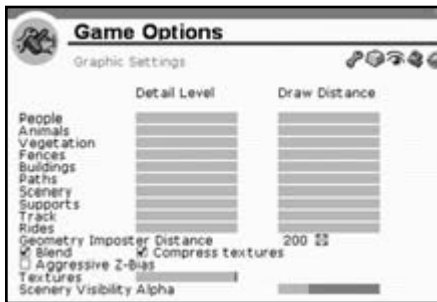 Game Options
Graphic Settings
Detail Level Draw Distance
People
Animals
Vegetation
Fences
Buildings
Paths
Scenery
Supports
Track
Rides
Geometry Imposter Distance 200
Blend Compress textures
Aggressive Z-Bias
Textures
Scenery Visibility Alpha